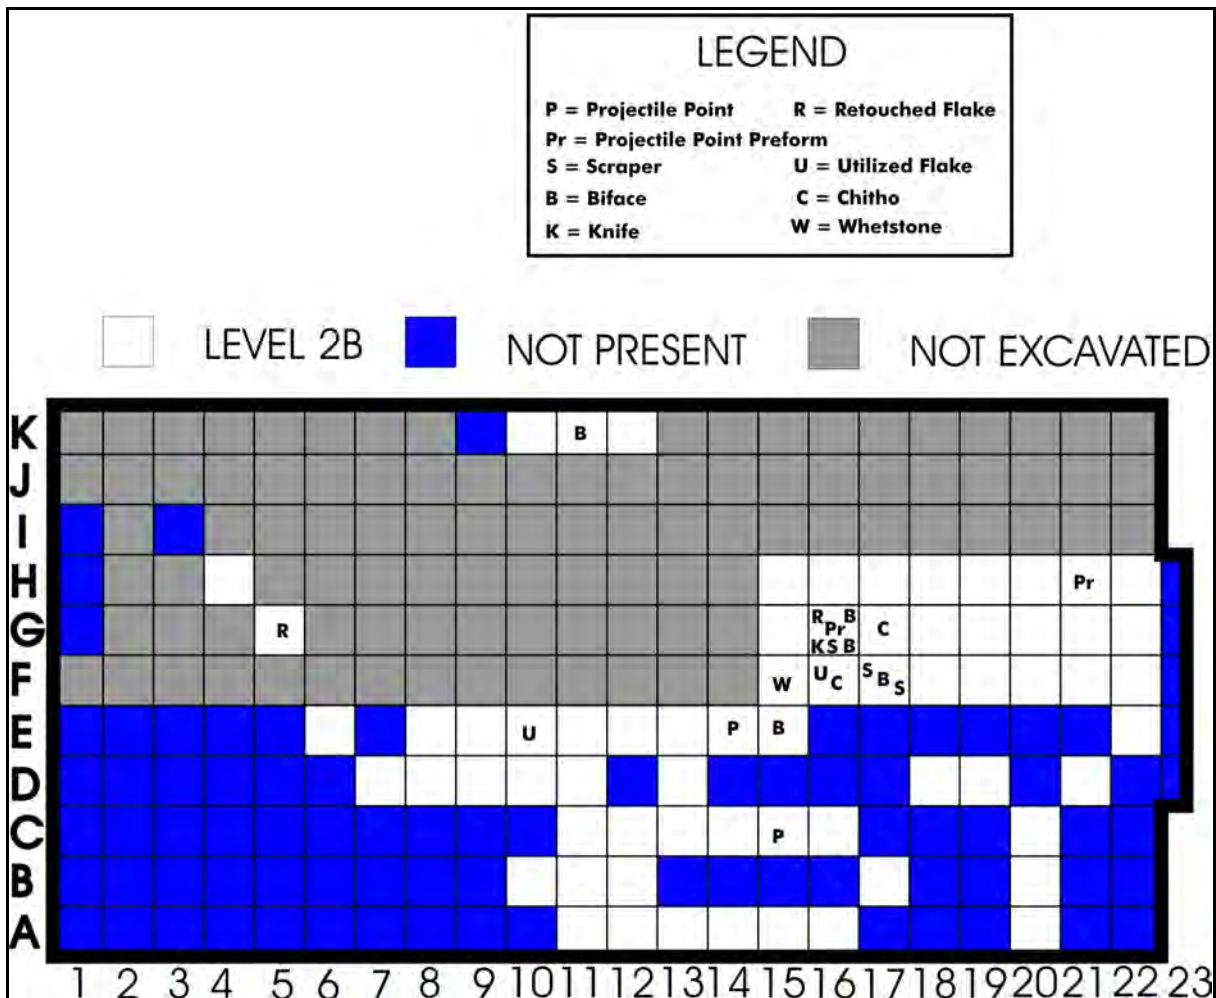 LEGEND
P = Projectile Point R = Retouched Flake
Pr = Projectile Point Preform
S = Scraper U = Utilized Flake
B = Biface C = Chitho
K = Knife W = Whetstone
LEVEL 2B NOT PRESENT NOT EXCAVATED
K B
J
I
H Pr
G R R B Pr K S B C
F W U C S B S
E U P B
D
C P
B
A
1 2 3 4 5 6 7 8 9 10 11 12 13 14 15 16 17 18 19 20 21 22 23